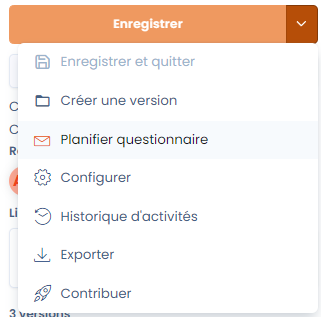 Enregistrer
Enregistrer et quitter
Créer une version
Planifier questionnaire
Configurer
Historique d'activités
Exporter
Contribuer
3 versions